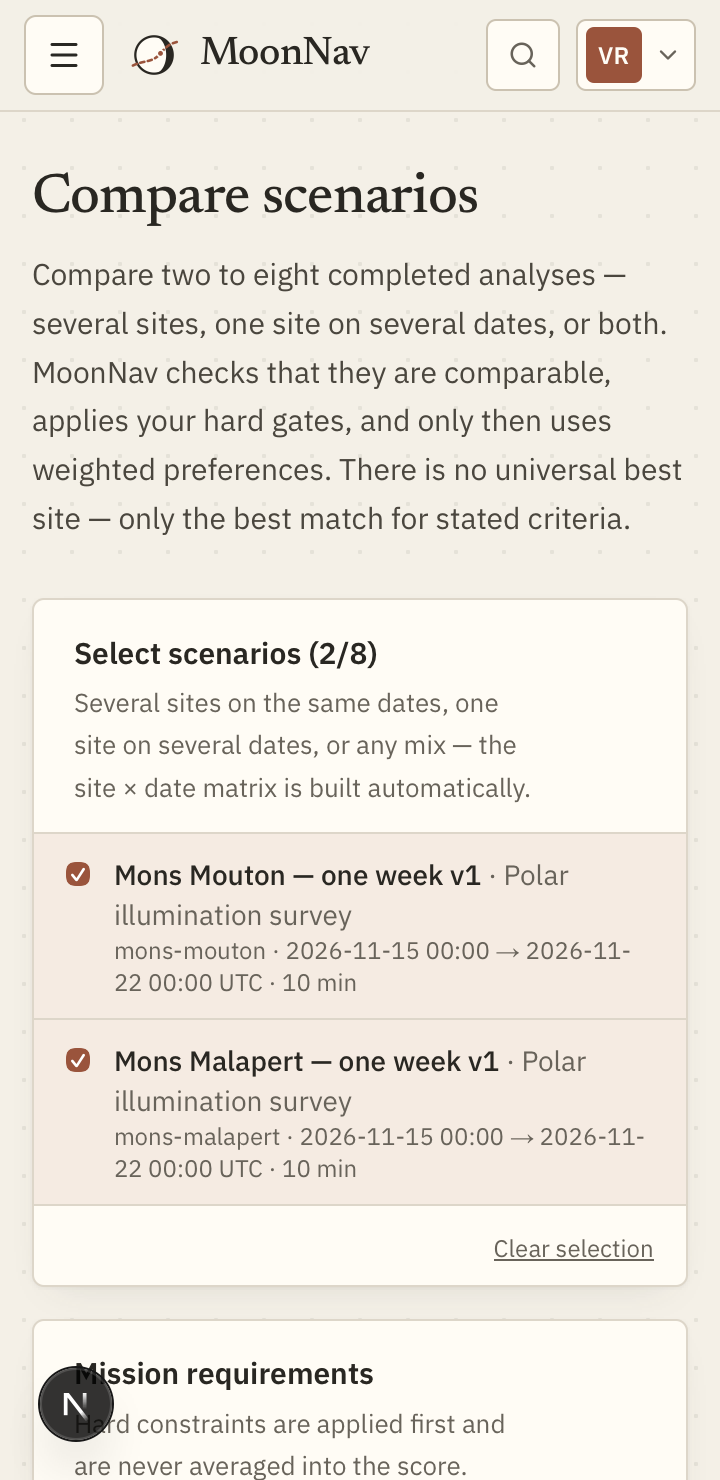 MoonNav
VR
Compare scenarios
Compare two to eight completed analyses —
several sites, one site on several dates, or both.
MoonNav checks that they are comparable,
applies your hard gates, and only then uses
weighted preferences. There is no universal best
site — only the best match for stated criteria.
Select scenarios (2/8)
Several sites on the same dates, one
site on several dates, or any mix — the
site × date matrix is built automatically.
Mons Mouton — one week v1 · Polar
illumination survey
mons-mouton · 2026-11-15 00:00 → 2026-11-
22 00:00 UTC · 10 min
Mons Malapert — one week v1 · Polar
illumination survey
mons-malapert · 2026-11-15 00:00 → 2026-11-
22 00:00 UTC · 10 min
Clear selection
Mission requirements
N
Hard constraints are applied first and
are never averaged into the score.